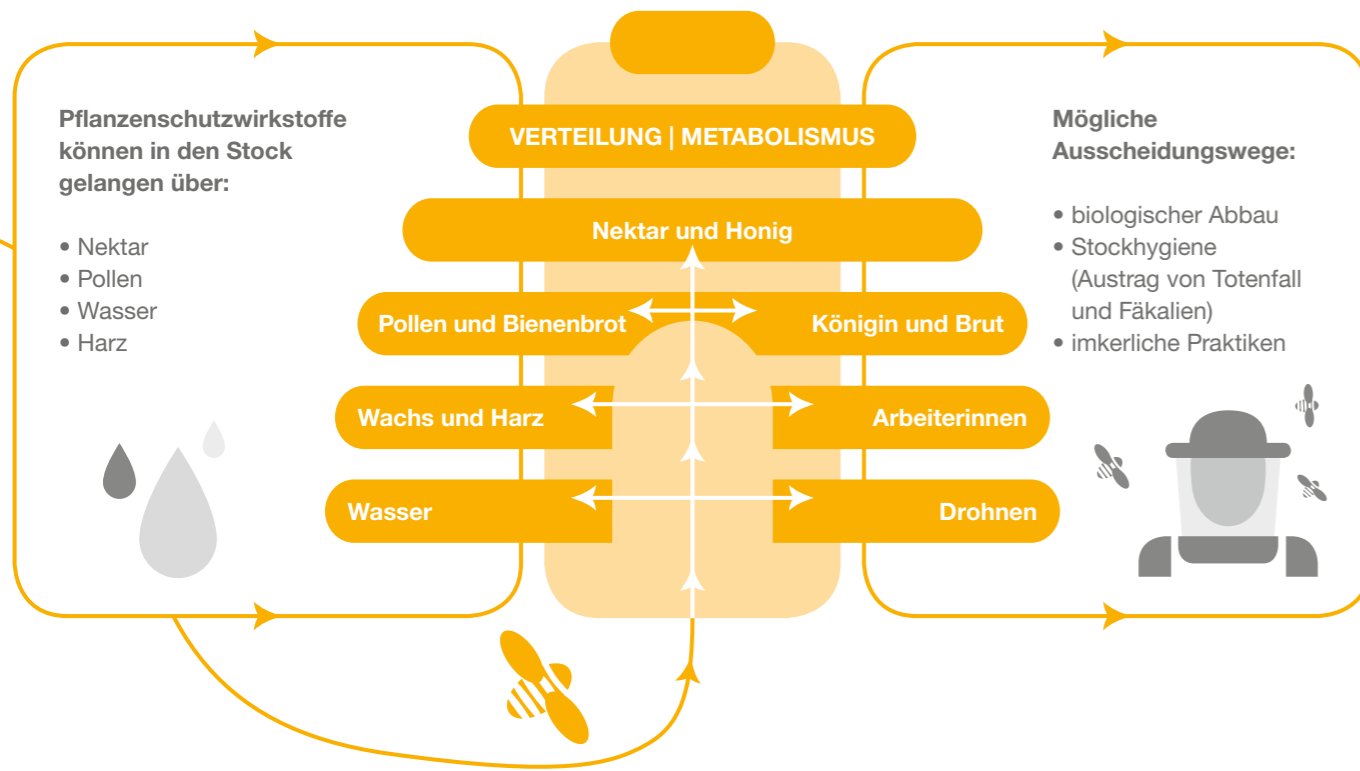 Pflanzenschutzwirkstoffe
können in den Stock
gelangen über:
• Nektar
• Pollen
• Wasser
• Harz
VERTEILUNG | METABOLISMUS
Nektar und Honig
Pollen und Bienenbrot
Königin und Brut
Wachs und Harz
Arbeiterinnen
Wasser
Drohnen
Mögliche
Ausscheidungswege:
• biologischer Abbau
• Stockhygiene
(Austrag von Totenfall
und Fäkalien)
• imkerliche Praktiken